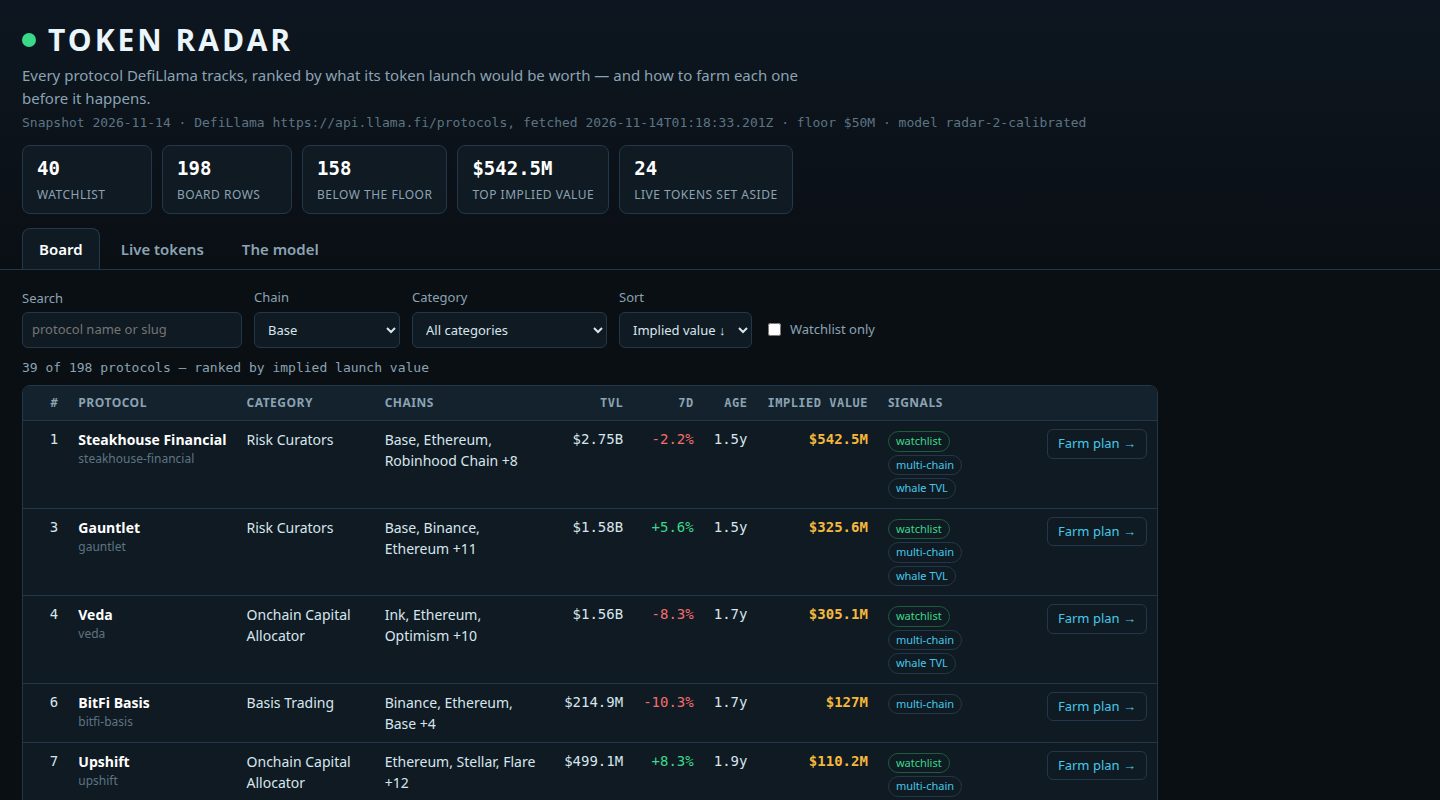 TOKEN RADAR
Every protocol DefiLlama tracks, ranked by what its token launch would be worth — and how to farm each one
before it happens.
Snapshot 2026-11-14 · DefiLlama https://api.llama.fi/protocols, fetched 2026-11-14T01:18:33.201Z · floor $50M · model radar-2-calibrated
40 198 158 $542.5M 24
WATCHLIST BOARD ROWS BELOW THE FLOOR TOP IMPLIED VALUE LIVE TOKENS SET ASIDE
Board Live tokens The model
Search Chain Category Sort
protocol name or slug Base All categories Implied value ↓ Watchlist only
39 of 198 protocols — ranked by implied launch value
# PROTOCOL CATEGORY CHAINS TVL 7D AGE IMPLIED VALUE SIGNALS
1 Steakhouse Financial Risk Curators Base, Ethereum, $2.75B -2.2% 1.5y $542.5M watchlist Farm plan →
steakhouse-financial Robinhood Chain +8 multi-chain
whale TVL
3 Gauntlet Risk Curators Base, Binance, $1.58B +5.6% 1.5y $325.6M watchlist Farm plan →
gauntlet Ethereum +11 multi-chain
whale TVL
4 Veda Onchain Capital Ink, Ethereum, $1.56B -8.3% 1.7y $305.1M watchlist Farm plan →
veda Allocator Optimism +10 multi-chain
whale TVL
6 BitFi Basis Basis Trading Binance, Ethereum, $214.9M -10.3% 1.7y $127M multi-chain Farm plan →
bitfi-basis Base +4
7 Upshift Onchain Capital Ethereum, Stellar, Flare $499.1M +8.3% 1.9y $110.2M watchlist Farm plan →
upshift Allocator +12 multi-chain